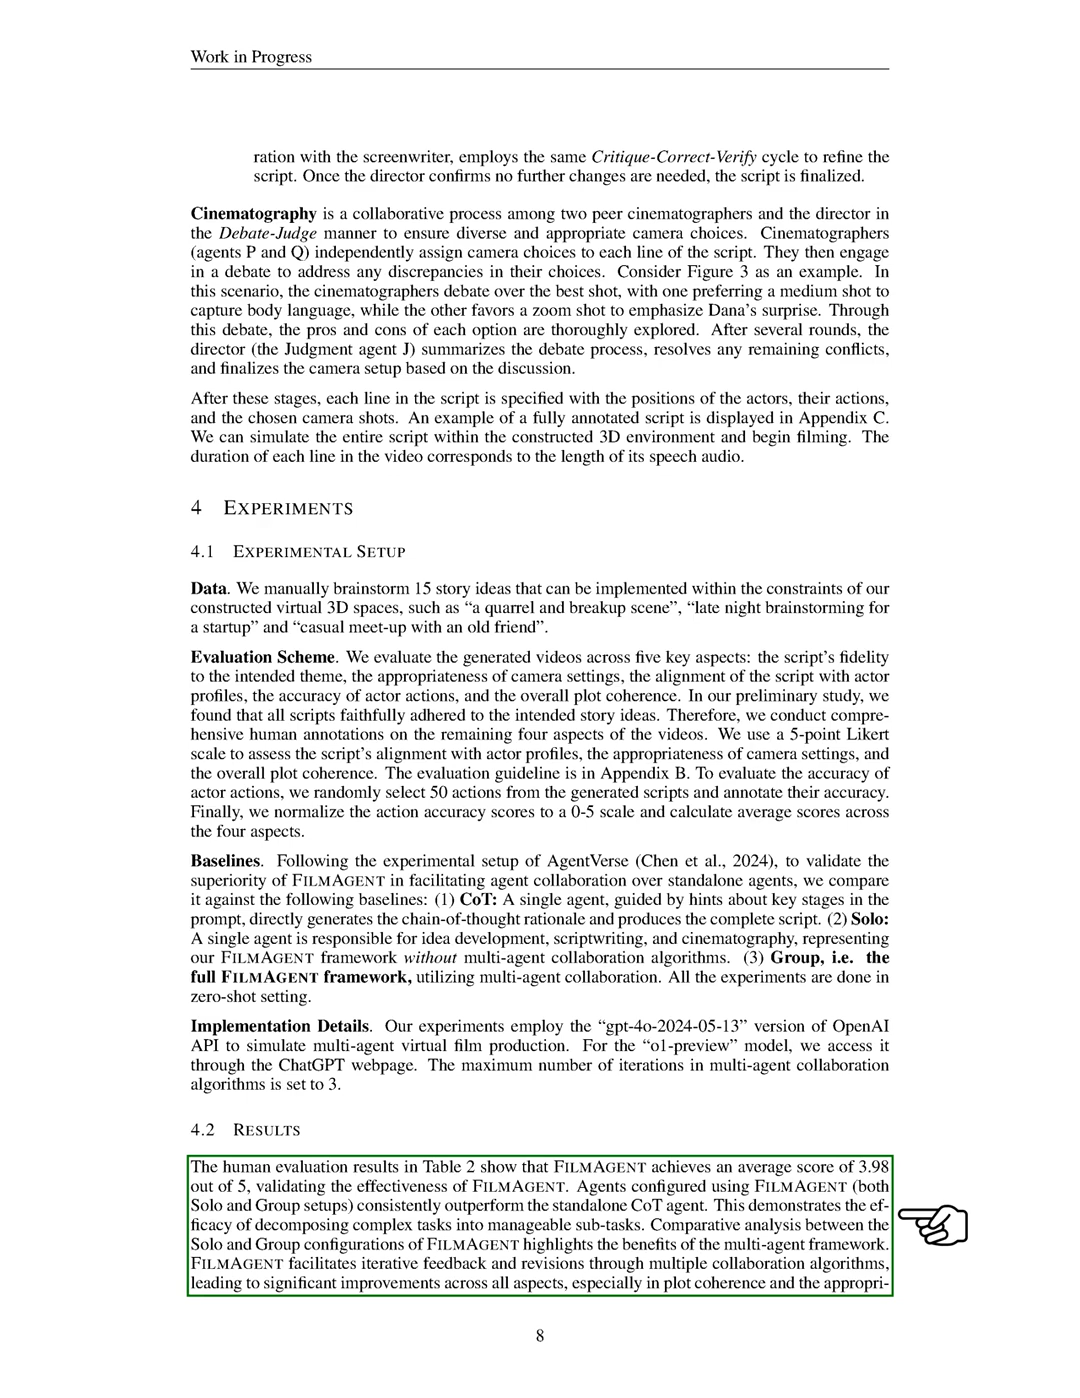 Work in Progress
ration with the screenwriter, employs the same Critique-Correct-Verify cycle to refine the
script. Once the director confirms no further changes are needed, the script is finalized.
Cinematography is a collaborative process among two peer cinematographers and the director in
the Debate-Judge manner to ensure diverse and appropriate camera choices. Cinematographers
(agents P and Q) independently assign camera choices to each line of the script. They then engage
in a debate to address any discrepancies in their choices. Consider Figure 3 as an example. In
this scenario, the cinematographers debate over the best shot, with one preferring a medium shot to
capture body language, while the other favors a zoom shot to emphasize Dana's surprise. Through
this debate, the pros and cons of each option are thoroughly explored. After several rounds, the
director (the Judgment agent J) summarizes the debate process, resolves any remaining conflicts,
and finalizes the camera setup based on the discussion.
After these stages, each line in the script is specified with the positions of the actors, their actions,
and the chosen camera shots. An example of a fully annotated script is displayed in Appendix C.
We can simulate the entire script within the constructed 3D environment and begin filming. The
duration of each line in the video corresponds to the length of its speech audio.
4 EXPERIMENTS
4.1 EXPERIMENTAL SETUP
Data. We manually brainstorm 15 story ideas that can be implemented within the constraints of our
constructed virtual 3D spaces, such as “a quarrel and breakup scene”, “late night brainstorming for
a startup” and “casual meet-up with an old friend”.
Evaluation Scheme. We evaluate the generated videos across five key aspects: the script's fidelity
to the intended theme, the appropriateness of camera settings, the alignment of the script with actor
profiles, the accuracy of actor actions, and the overall plot coherence. In our preliminary study, we
found that all scripts faithfully adhered to the intended story ideas. Therefore, we conduct compre-
hensive human annotations on the remaining four aspects of the videos. We use a 5-point Likert
scale to assess the script's alignment with actor profiles, the appropriateness of camera settings, and
the overall plot coherence. The evaluation guideline is in Appendix B. To evaluate the accuracy of
actor actions, we randomly select 50 actions from the generated scripts and annotate their accuracy.
Finally, we normalize the action accuracy scores to a 0-5 scale and calculate average scores across
the four aspects.
Baselines. Following the experimental setup of AgentVerse (Chen et al., 2024), to validate the
superiority of FILMAGENT in facilitating agent collaboration over standalone agents, we compare
it against the following baselines: (1) CoT: A single agent, guided by hints about key stages in the
prompt, directly generates the chain-of-thought rationale and produces the complete script. (2) Solo:
A single agent is responsible for idea development, scriptwriting, and cinematography, representing
our FILMAGENT framework without multi-agent collaboration algorithms. (3) Group, i.e. the
full FILMAGENT framework, utilizing multi-agent collaboration. All the experiments are done in
zero-shot setting.
Implementation Details. Our experiments employ the “gpt-4o-2024-05-13” version of OpenAI
API to simulate multi-agent virtual film production. For the “o1-preview” model, we access it
through the ChatGPT webpage. The maximum number of iterations in multi-agent collaboration
algorithms is set to 3.
4.2 RESULTS
The human evaluation results in Table 2 show that FILMAGENT achieves an average score of 3.98
out of 5, validating the effectiveness of FILMAGENT. Agents configured using FILMAGENT (both
Solo and Group setups) consistently outperform the standalone CoT agent. This demonstrates the ef-
ficacy of decomposing complex tasks into manageable sub-tasks. Comparative analysis between the
Solo and Group configurations of FILMAGENT highlights the benefits of the multi-agent framework.
FILMAGENT facilitates iterative feedback and revisions through multiple collaboration algorithms,
leading to significant improvements across all aspects, especially in plot coherence and the appropri-
8